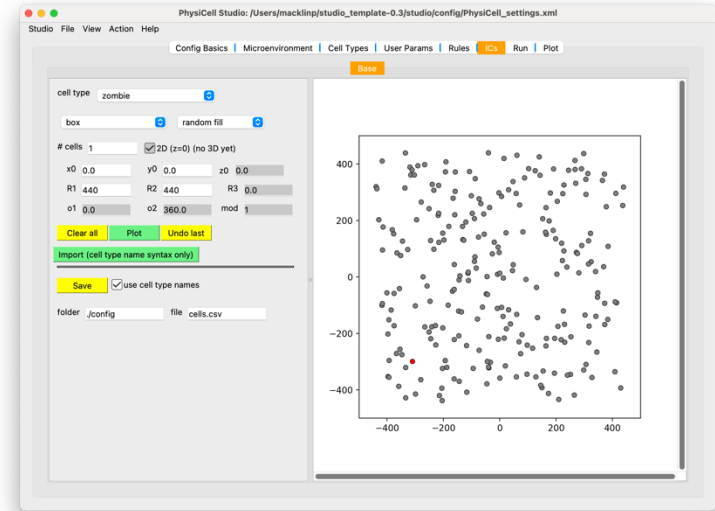 PhysiCell Studio: /Users/macklinp/studio_template-0.3/studio/config/PhysiCell_settings.xml
Studio File View Action Help
Config Basics Microenvironment Cell Types User Params Rules ICs Run Plot
Base
cell type zombie
box random fill
# cells 1 2D (z=0) (no 3D yet)
x0 0.0 y0 0.0 z0 0.0
R1 440 R2 440 R3 0.0
o1 0.0 o2 360.0 mod 1
Clear all Plot Undo last
Import (cell type name syntax only)
Save use cell type names
folder ./config file cells.csv
400
200
0
−200
−400
−400 −200 0 200 400